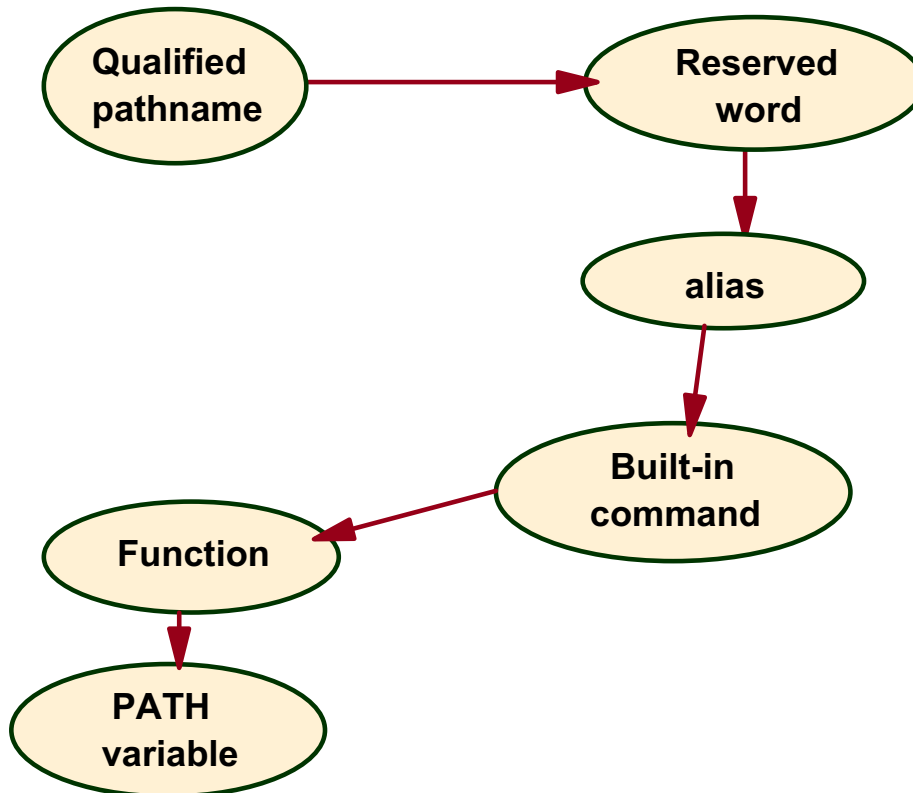 Qualified
pathname
Reserved
word
alias
Built-in
command
Function
PATH
variable